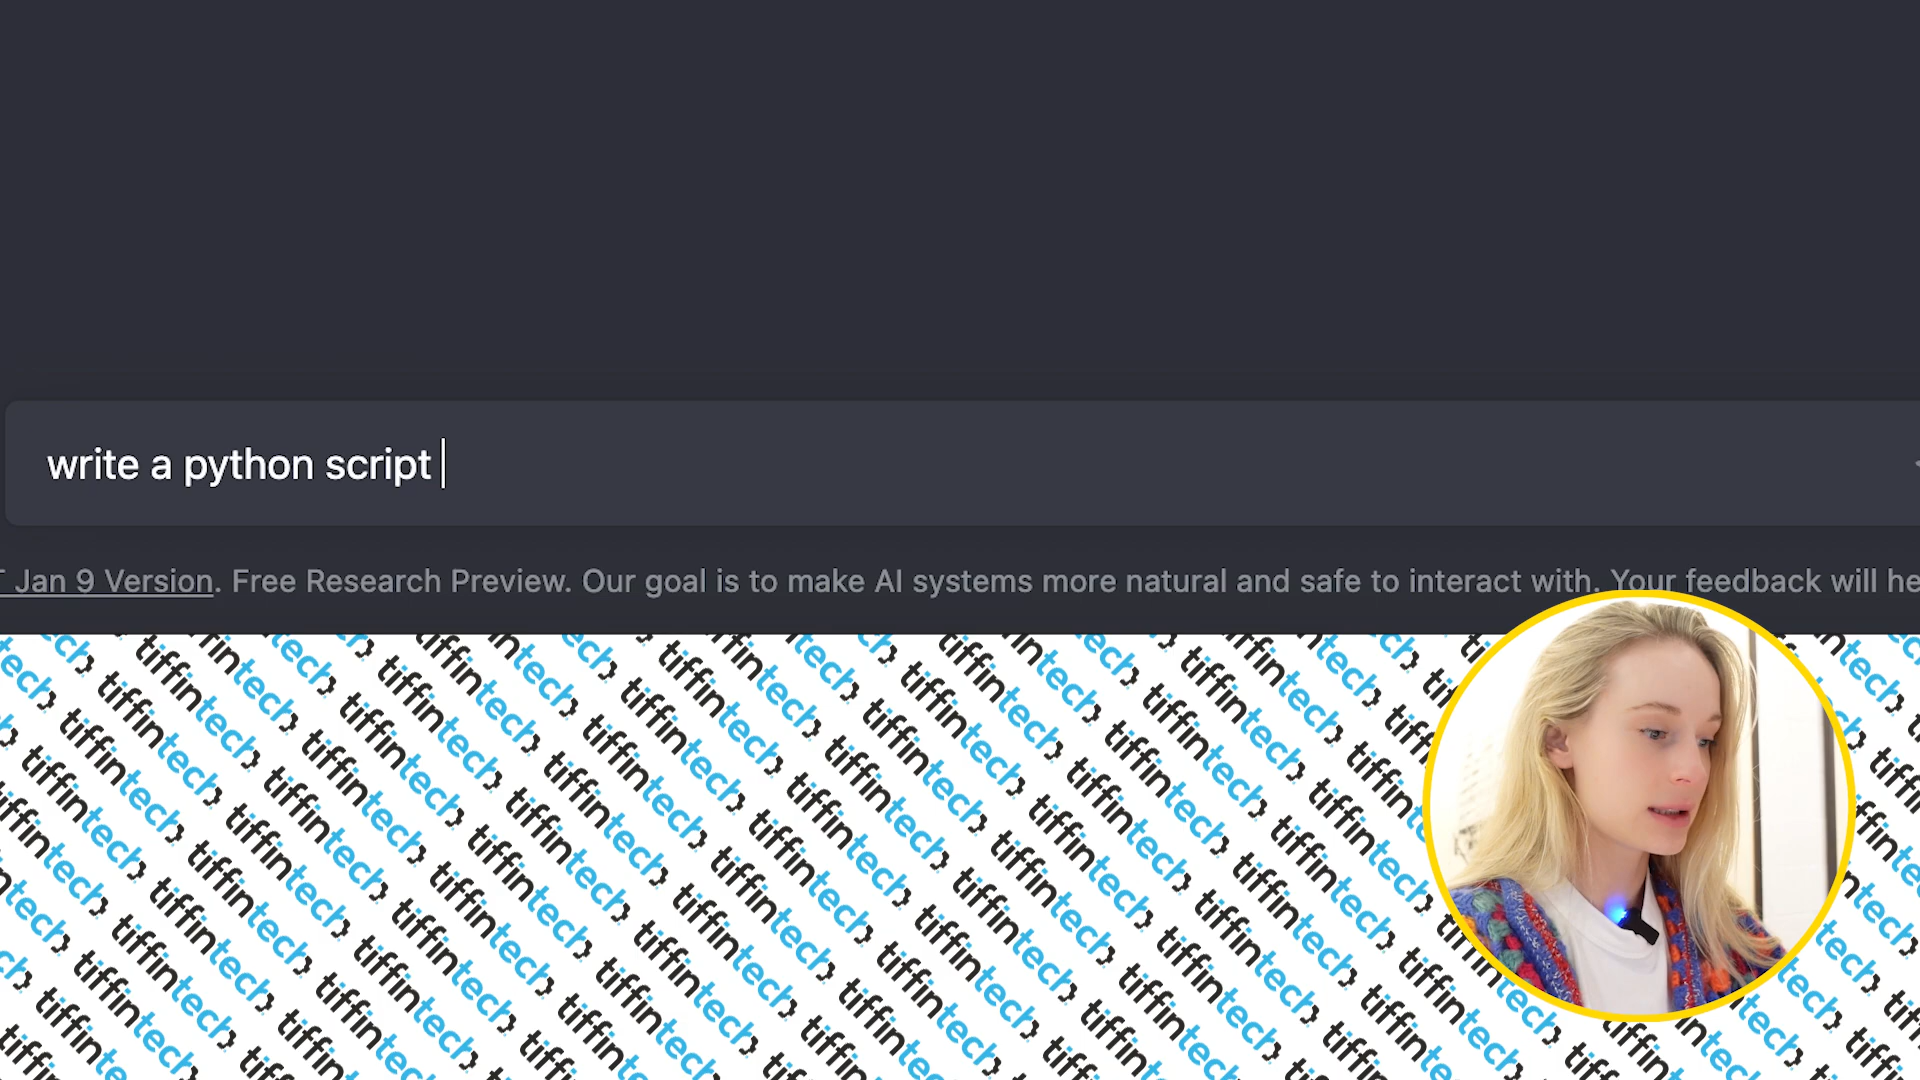 write a python script
Jan 9 Version. Free Research Preview. Our goal is to make AI systems more natural and safe to interact with. Your feedback will
tiffintech